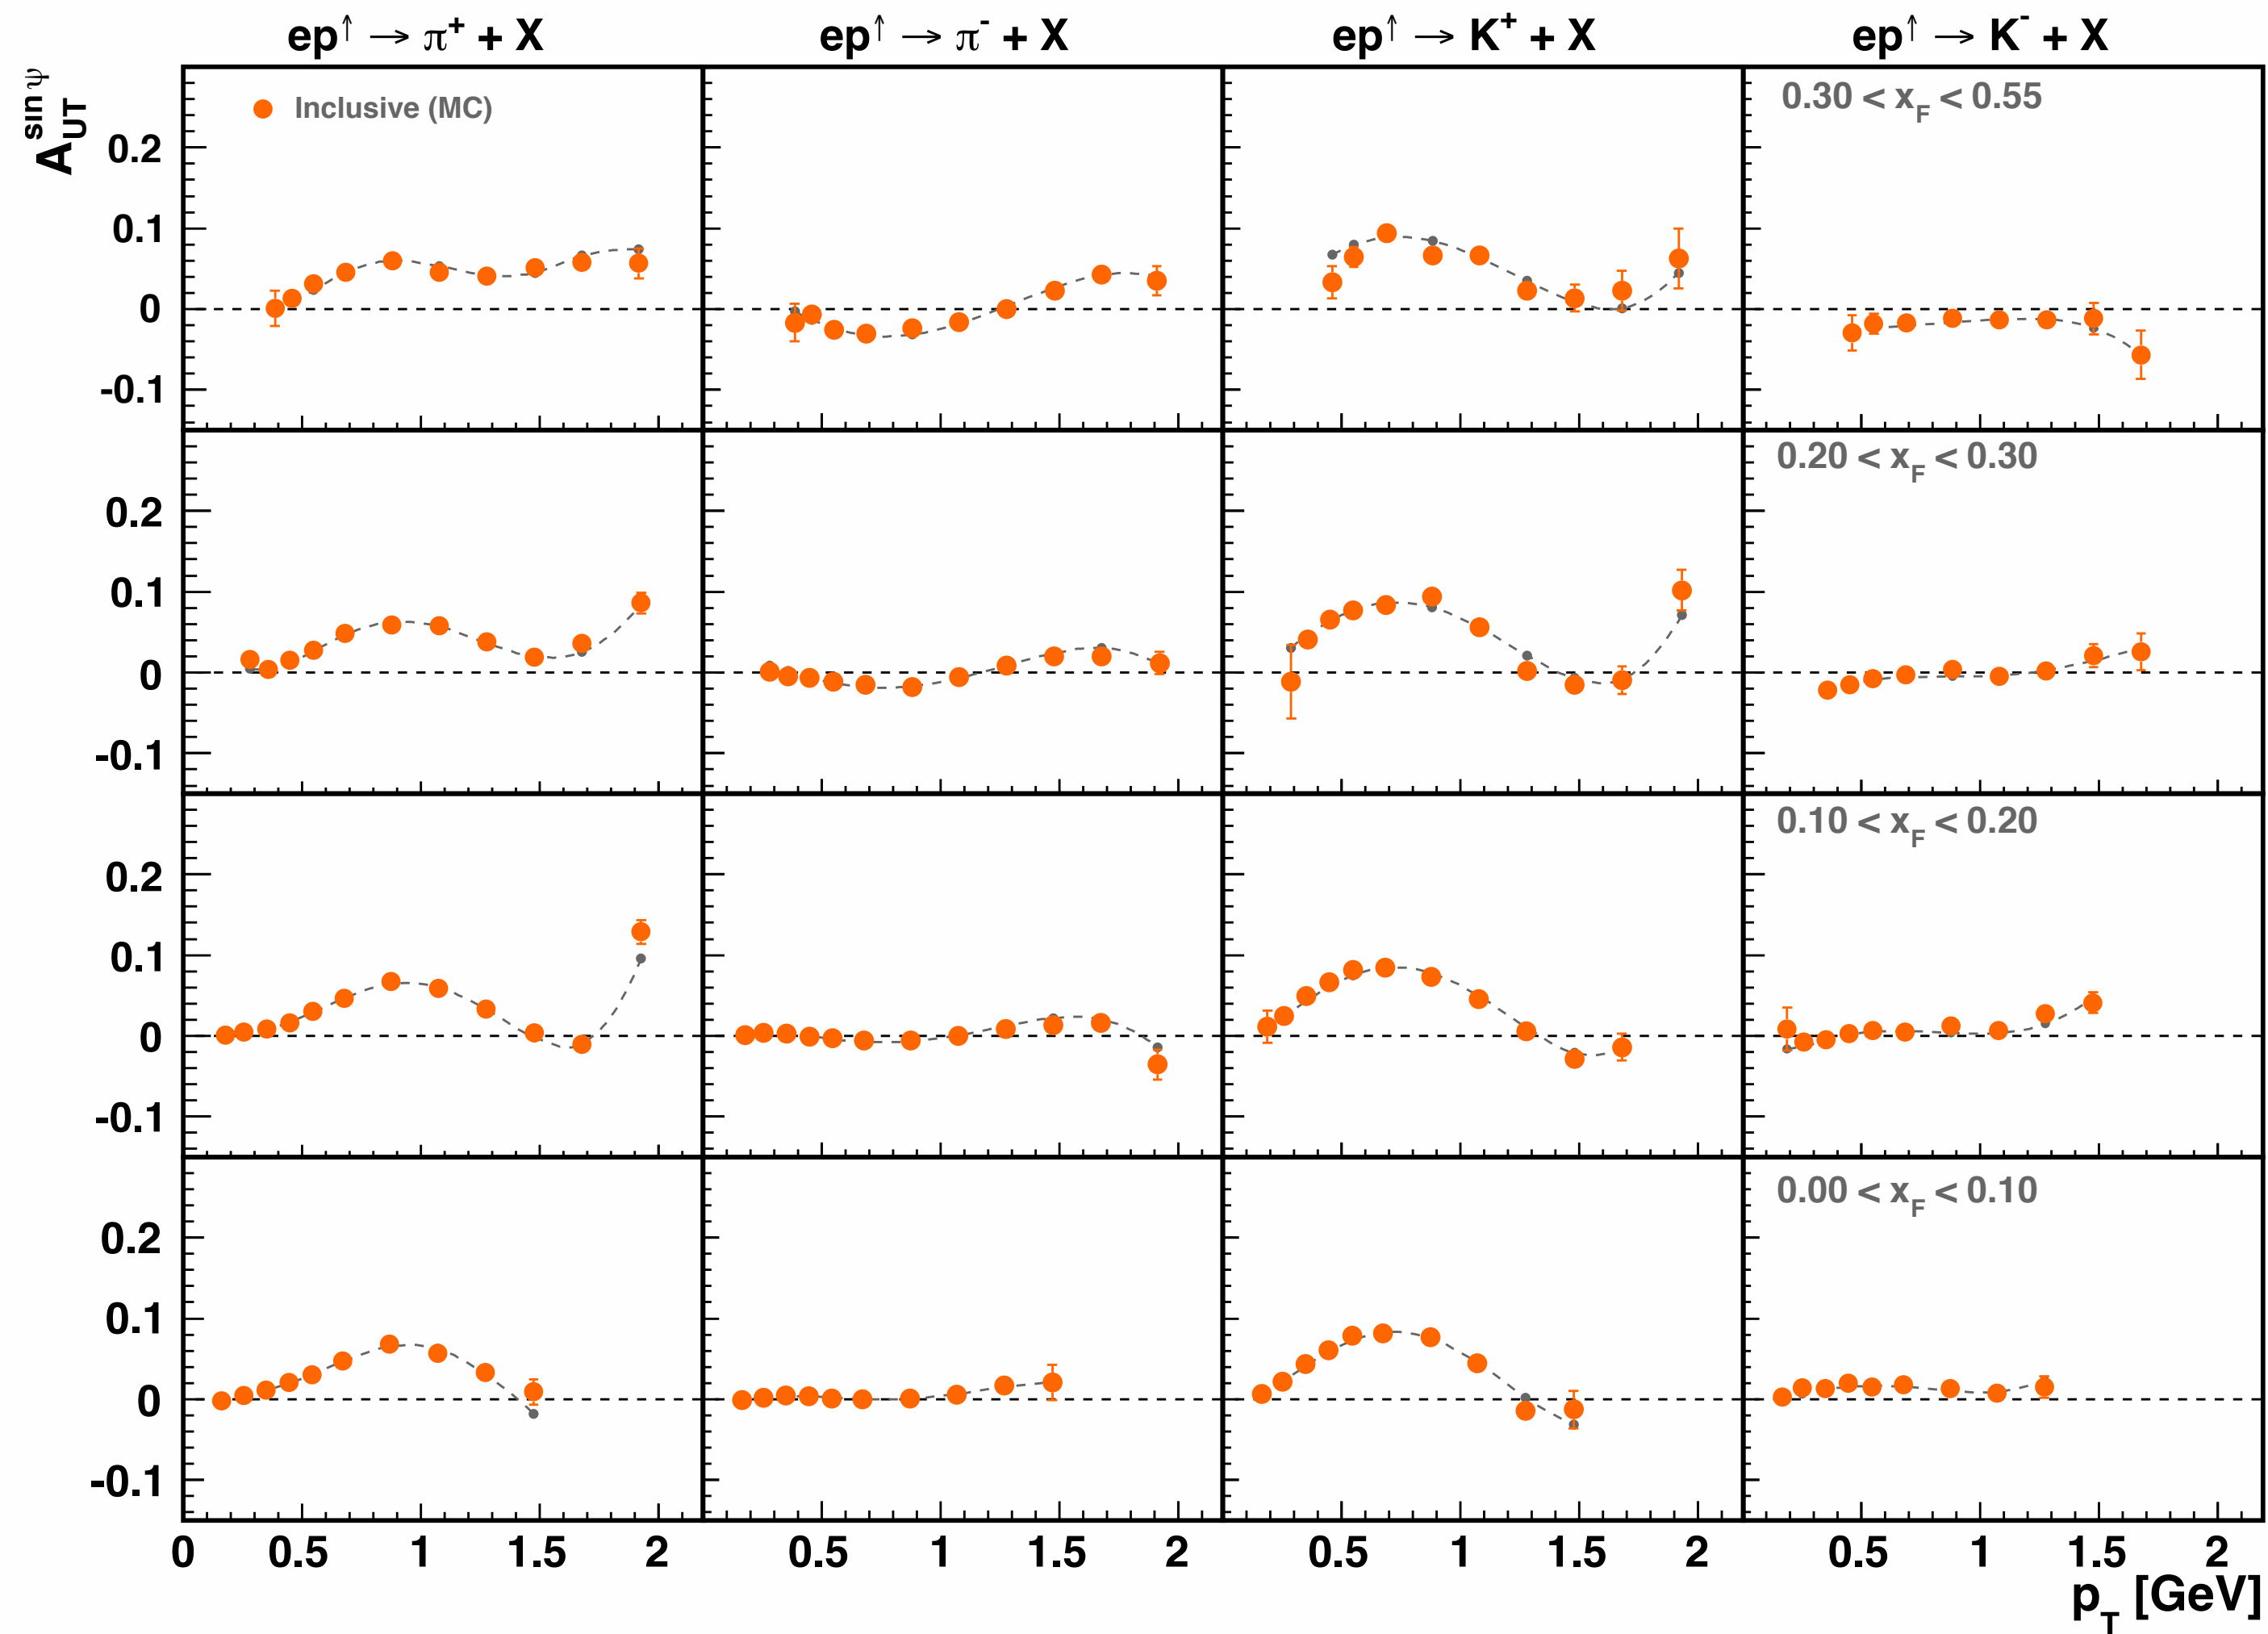 ep↑ → π+ + X ep↑ → π- + X ep↑ → K+ + X ep↑ → K- + X
A_UT^sin ψ
Inclusive (MC)
0.30 < x_F < 0.55
0.2
0.1
0
-0.1
0.20 < x_F < 0.30
0.2
0.1
0
-0.1
0.10 < x_F < 0.20
0.2
0.1
0
-0.1
0.00 < x_F < 0.10
0.2
0.1
0
-0.1
0 0.5 1 1.5 2 0.5 1 1.5 2 0.5 1 1.5 2 0.5 1 1.5 2
p_T [GeV]